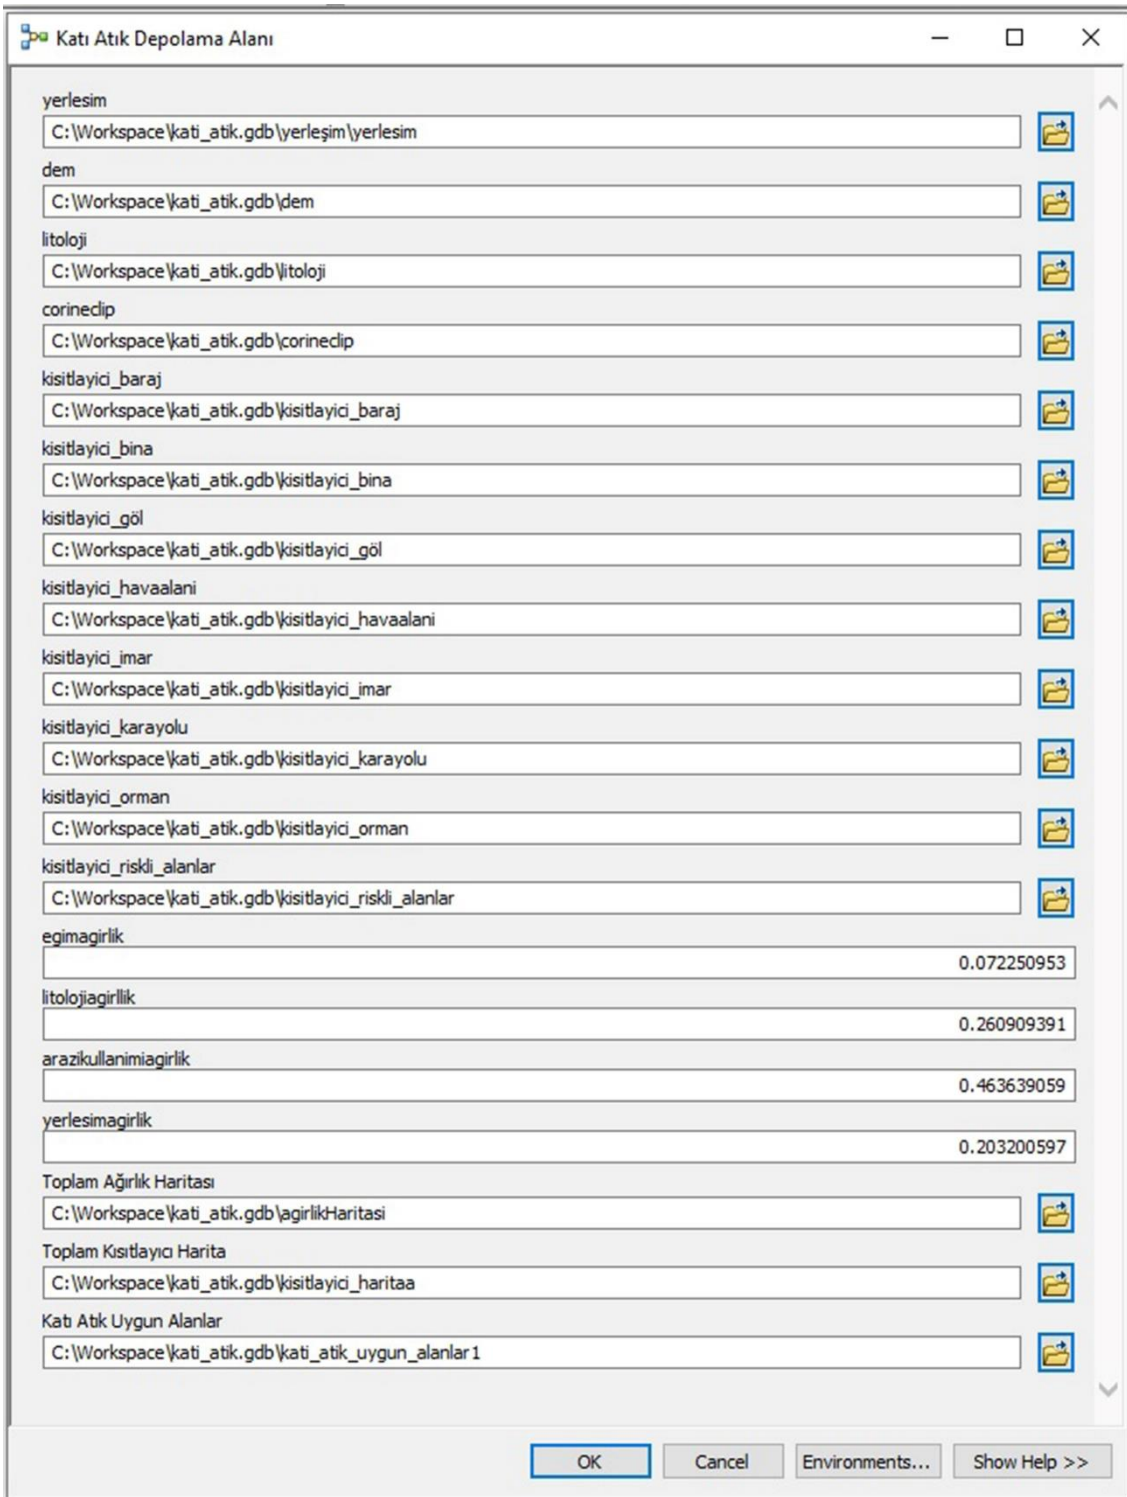 Katı Atık Depolama Alanı
yerlesim
C:\Workspace\kati_atik.gdb\yerleşim\yerlesim
dem
C:\Workspace\kati_atik.gdb\dem
litoloji
C:\Workspace\kati_atik.gdb\litoloji
corineclip
C:\Workspace\kati_atik.gdb\corineclip
kisitlayici_baraj
C:\Workspace\kati_atik.gdb\kisitlayici_baraj
kisitlayici_bina
C:\Workspace\kati_atik.gdb\kisitlayici_bina
kisitlayici_göl
C:\Workspace\kati_atik.gdb\kisitlayici_göl
kisitlayici_havaalani
C:\Workspace\kati_atik.gdb\kisitlayici_havaalani
kisitlayici_imar
C:\Workspace\kati_atik.gdb\kisitlayici_imar
kisitlayici_karayolu
C:\Workspace\kati_atik.gdb\kisitlayici_karayolu
kisitlayici_orman
C:\Workspace\kati_atik.gdb\kisitlayici_orman
kisitlayici_riskli_alanlar
C:\Workspace\kati_atik.gdb\kisitlayici_riskli_alanlar
egimagirlik
0.072250953
litolojiagirllik
0.260909391
arazikullanimiagirlik
0.463639059
yerlesimagirlik
0.203200597
Toplam Ağırlık Haritası
C:\Workspace\kati_atik.gdb\agirlikHaritasi
Toplam Kısıtlayıcı Harita
C:\Workspace\kati_atik.gdb\kisitlayici_haritaa
Katı Atık Uygun Alanlar
C:\Workspace\kati_atik.gdb\kati_atik_uygun_alanlar1
OK Cancel Environments... Show Help >>